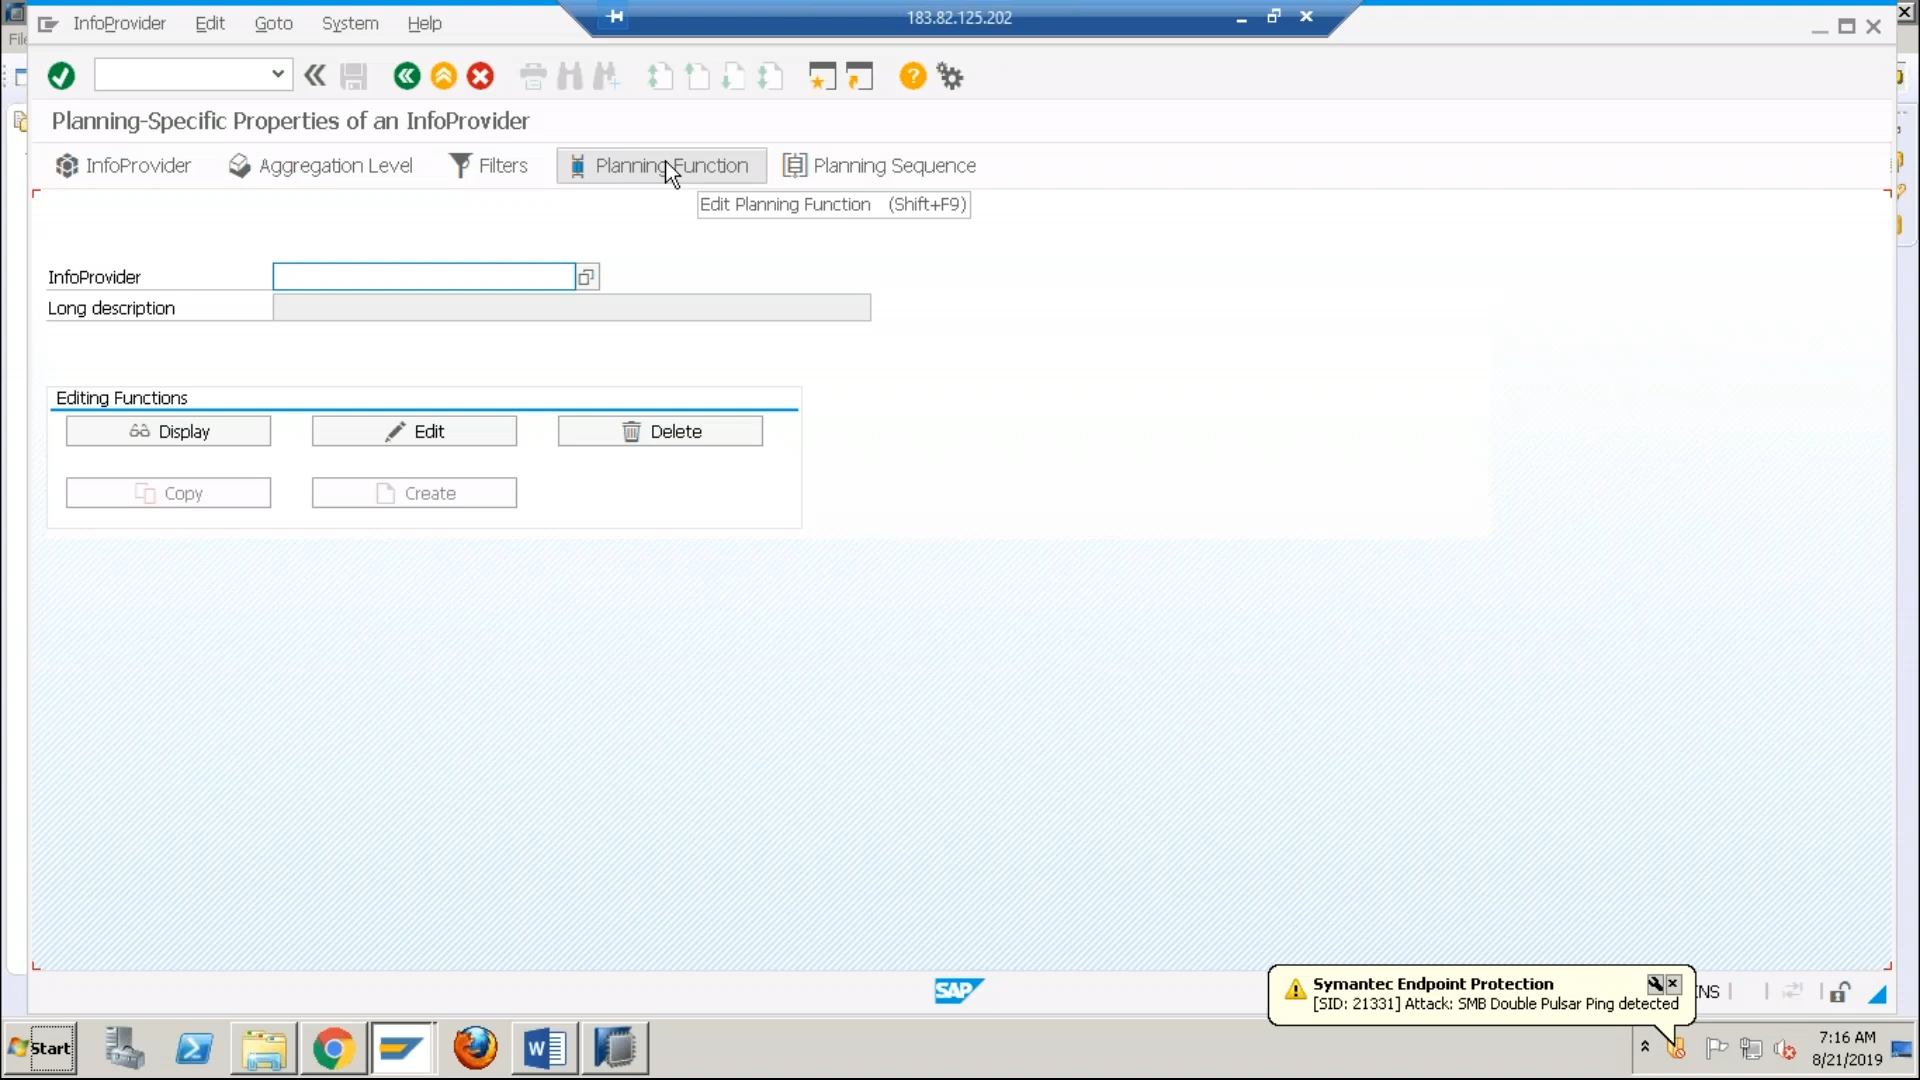 InfoProvider Edit Goto System Help
183.82.125.202
Planning-Specific Properties of an InfoProvider
InfoProvider Aggregation Level Filters Planning Function Planning Sequence
Edit Planning Function (Shift+F9)
InfoProvider
Long description
Editing Functions
Display Edit Delete
Copy Create
SAP
Symantec Endpoint Protection
[SID: 21331] Attack: SMB Double Pulsar Ping detected
Start
7:16 AM
8/21/2019